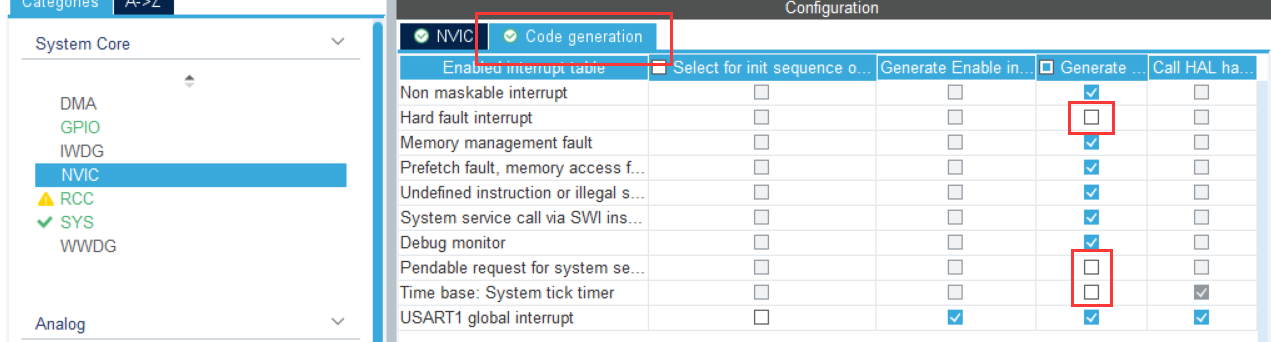 Categories A->Z
System Core
DMA
GPIO
IWDG
NVIC
RCC
SYS
WWDG
Analog
Configuration
NVIC Code generation
Enabled interrupt table Select for init sequence o... Generate Enable in... Generate ... Call HAL ha...
Non maskable interrupt
Hard fault interrupt
Memory management fault
Prefetch fault, memory access f...
Undefined instruction or illegal s...
System service call via SWI ins...
Debug monitor
Pendable request for system se...
Time base: System tick timer
USART1 global interrupt